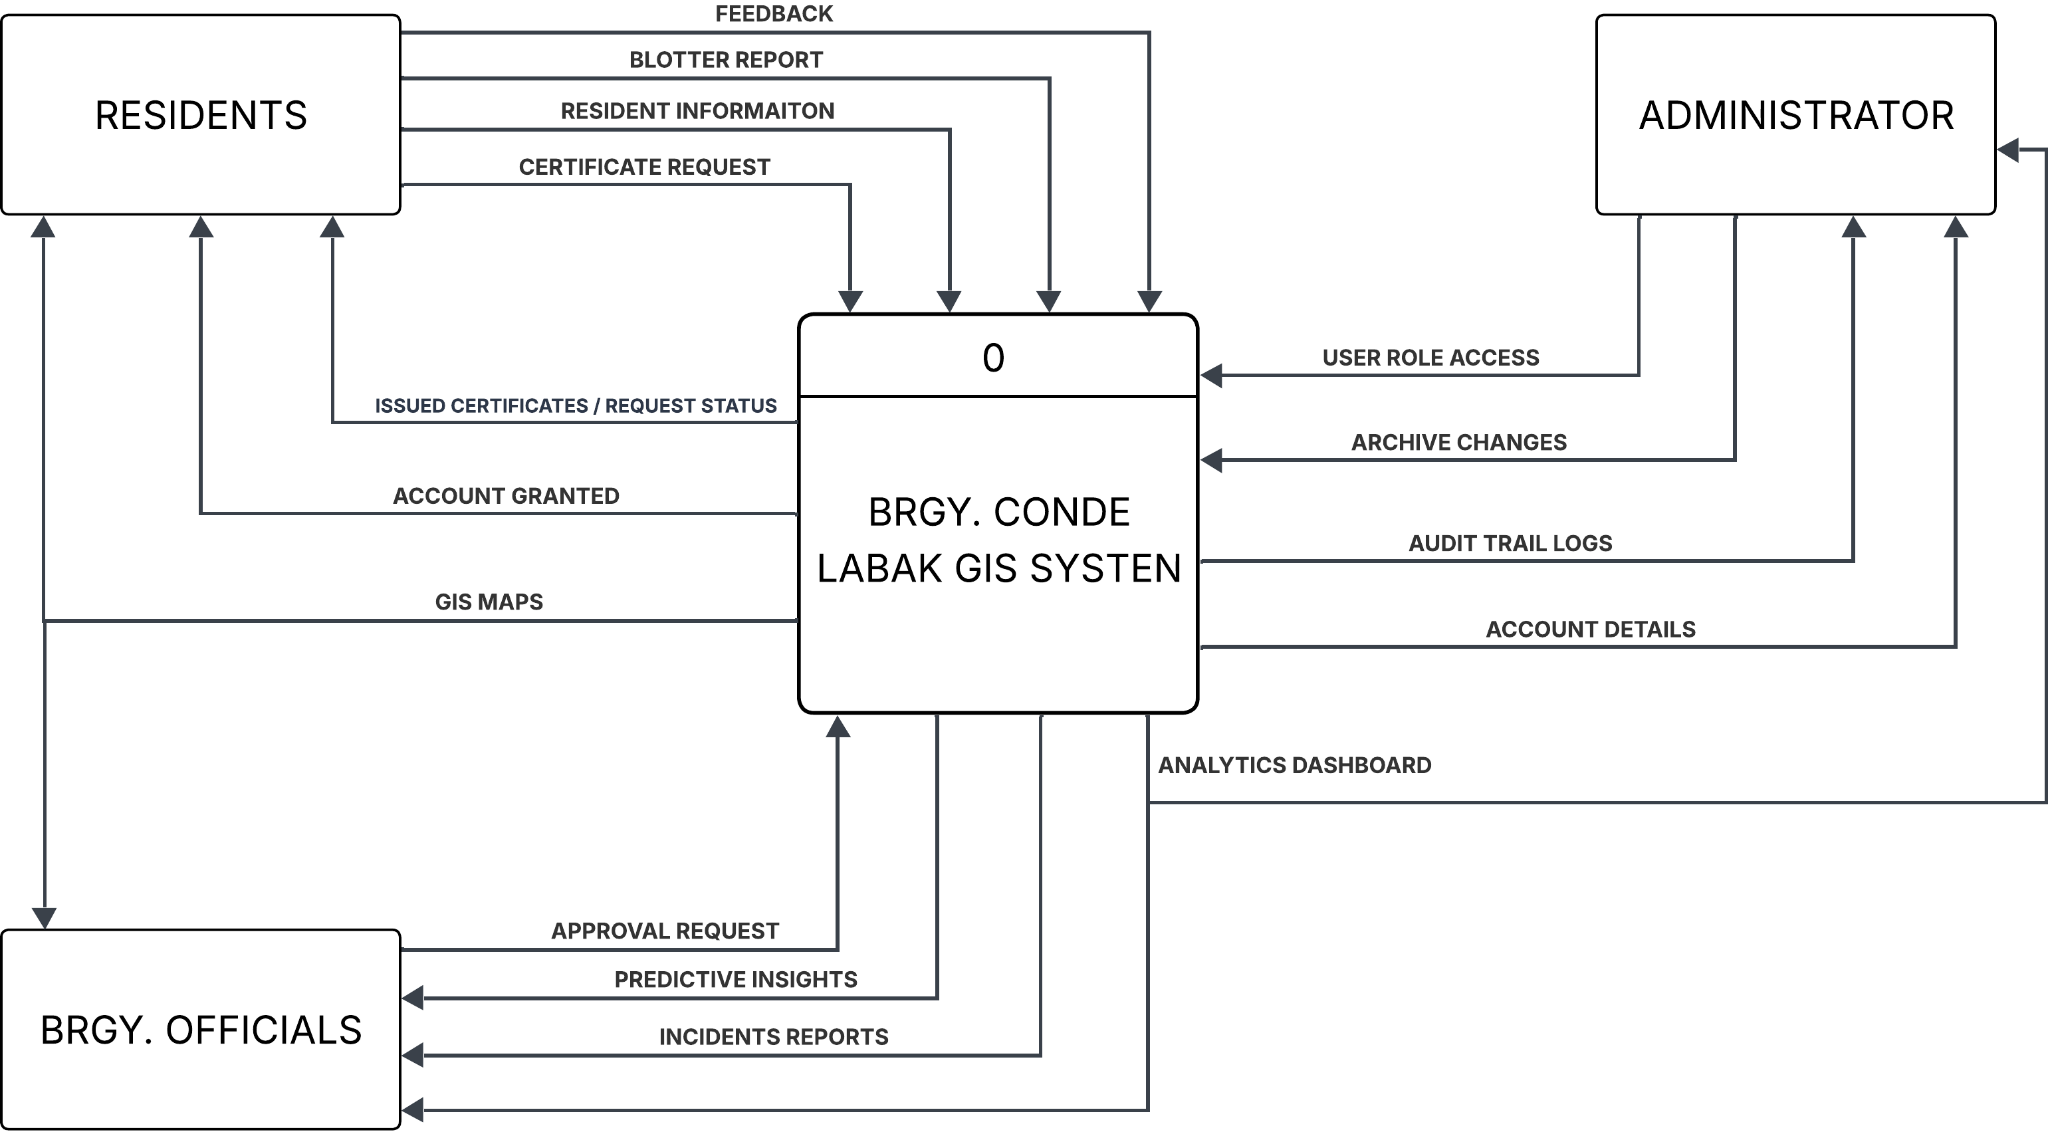 FEEDBACK
BLOTTER REPORT
RESIDENT INFORMAITON
CERTIFICATE REQUEST
RESIDENTS
ADMINISTRATOR
0
BRGY. CONDE
LABAK GIS SYSTEN
USER ROLE ACCESS
ISSUED CERTIFICATES / REQUEST STATUS
ARCHIVE CHANGES
ACCOUNT GRANTED
AUDIT TRAIL LOGS
GIS MAPS
ACCOUNT DETAILS
ANALYTICS DASHBOARD
APPROVAL REQUEST
PREDICTIVE INSIGHTS
INCIDENTS REPORTS
BRGY. OFFICIALS